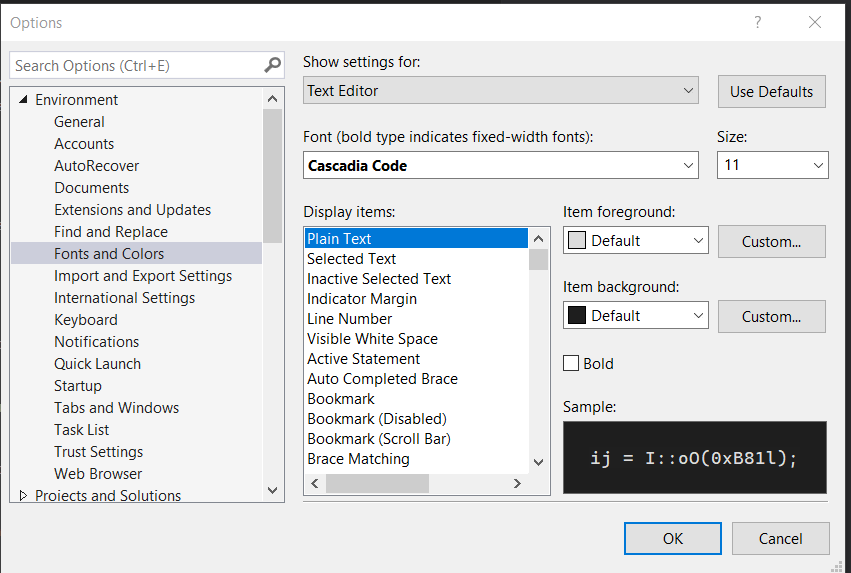 Options
Search Options (Ctrl+E)
Environment
General
Accounts
AutoRecover
Documents
Extensions and Updates
Find and Replace
Fonts and Colors
Import and Export Settings
International Settings
Keyboard
Notifications
Quick Launch
Startup
Tabs and Windows
Task List
Trust Settings
Web Browser
Projects and Solutions
Show settings for:
Text Editor
Use Defaults
Font (bold type indicates fixed-width fonts):
Size:
Cascadia Code
11
Display items:
Plain Text
Selected Text
Inactive Selected Text
Indicator Margin
Line Number
Visible White Space
Active Statement
Auto Completed Brace
Bookmark
Bookmark (Disabled)
Bookmark (Scroll Bar)
Brace Matching
Item foreground:
Default
Custom...
Item background:
Default
Custom...
Bold
Sample:
ij = I::oO(0xB81l);
OK
Cancel